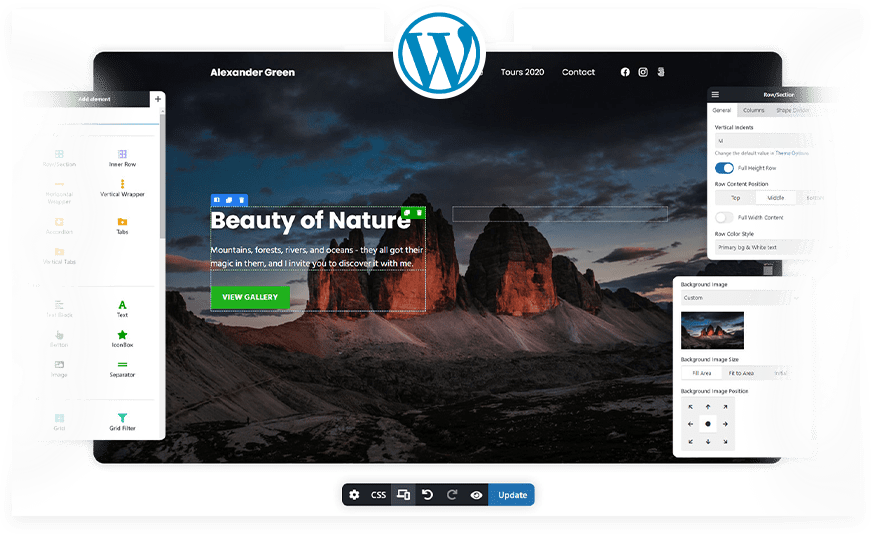 Alexander Green
Tours 2020
Contact
Add element
Row/Section
Inner Row
Horizontal
Wrapper
Vertical Wrapper
Accordion
Tabs
Vertical Tabs
Text Block
Text
Button
IconBox
Image
Separator
Grid
Grid Filter
Beauty of Nature
Mountains, forests, rivers, and oceans - they all got their
magic in them, and I invite you to discover it with me.
VIEW GALLERY
Row/Section
General
Columns
Vertical Indents
M
Change the default value in Theme Options.
Full Height Row
Row Content Position
Top
Middle
Bottom
Full Width Content
Row Color Style
Primary bg & White text
Background Image
Custom
Background Image Size
Fill Area
Fit to Area
Initial
Background Image Position
CSS
Update